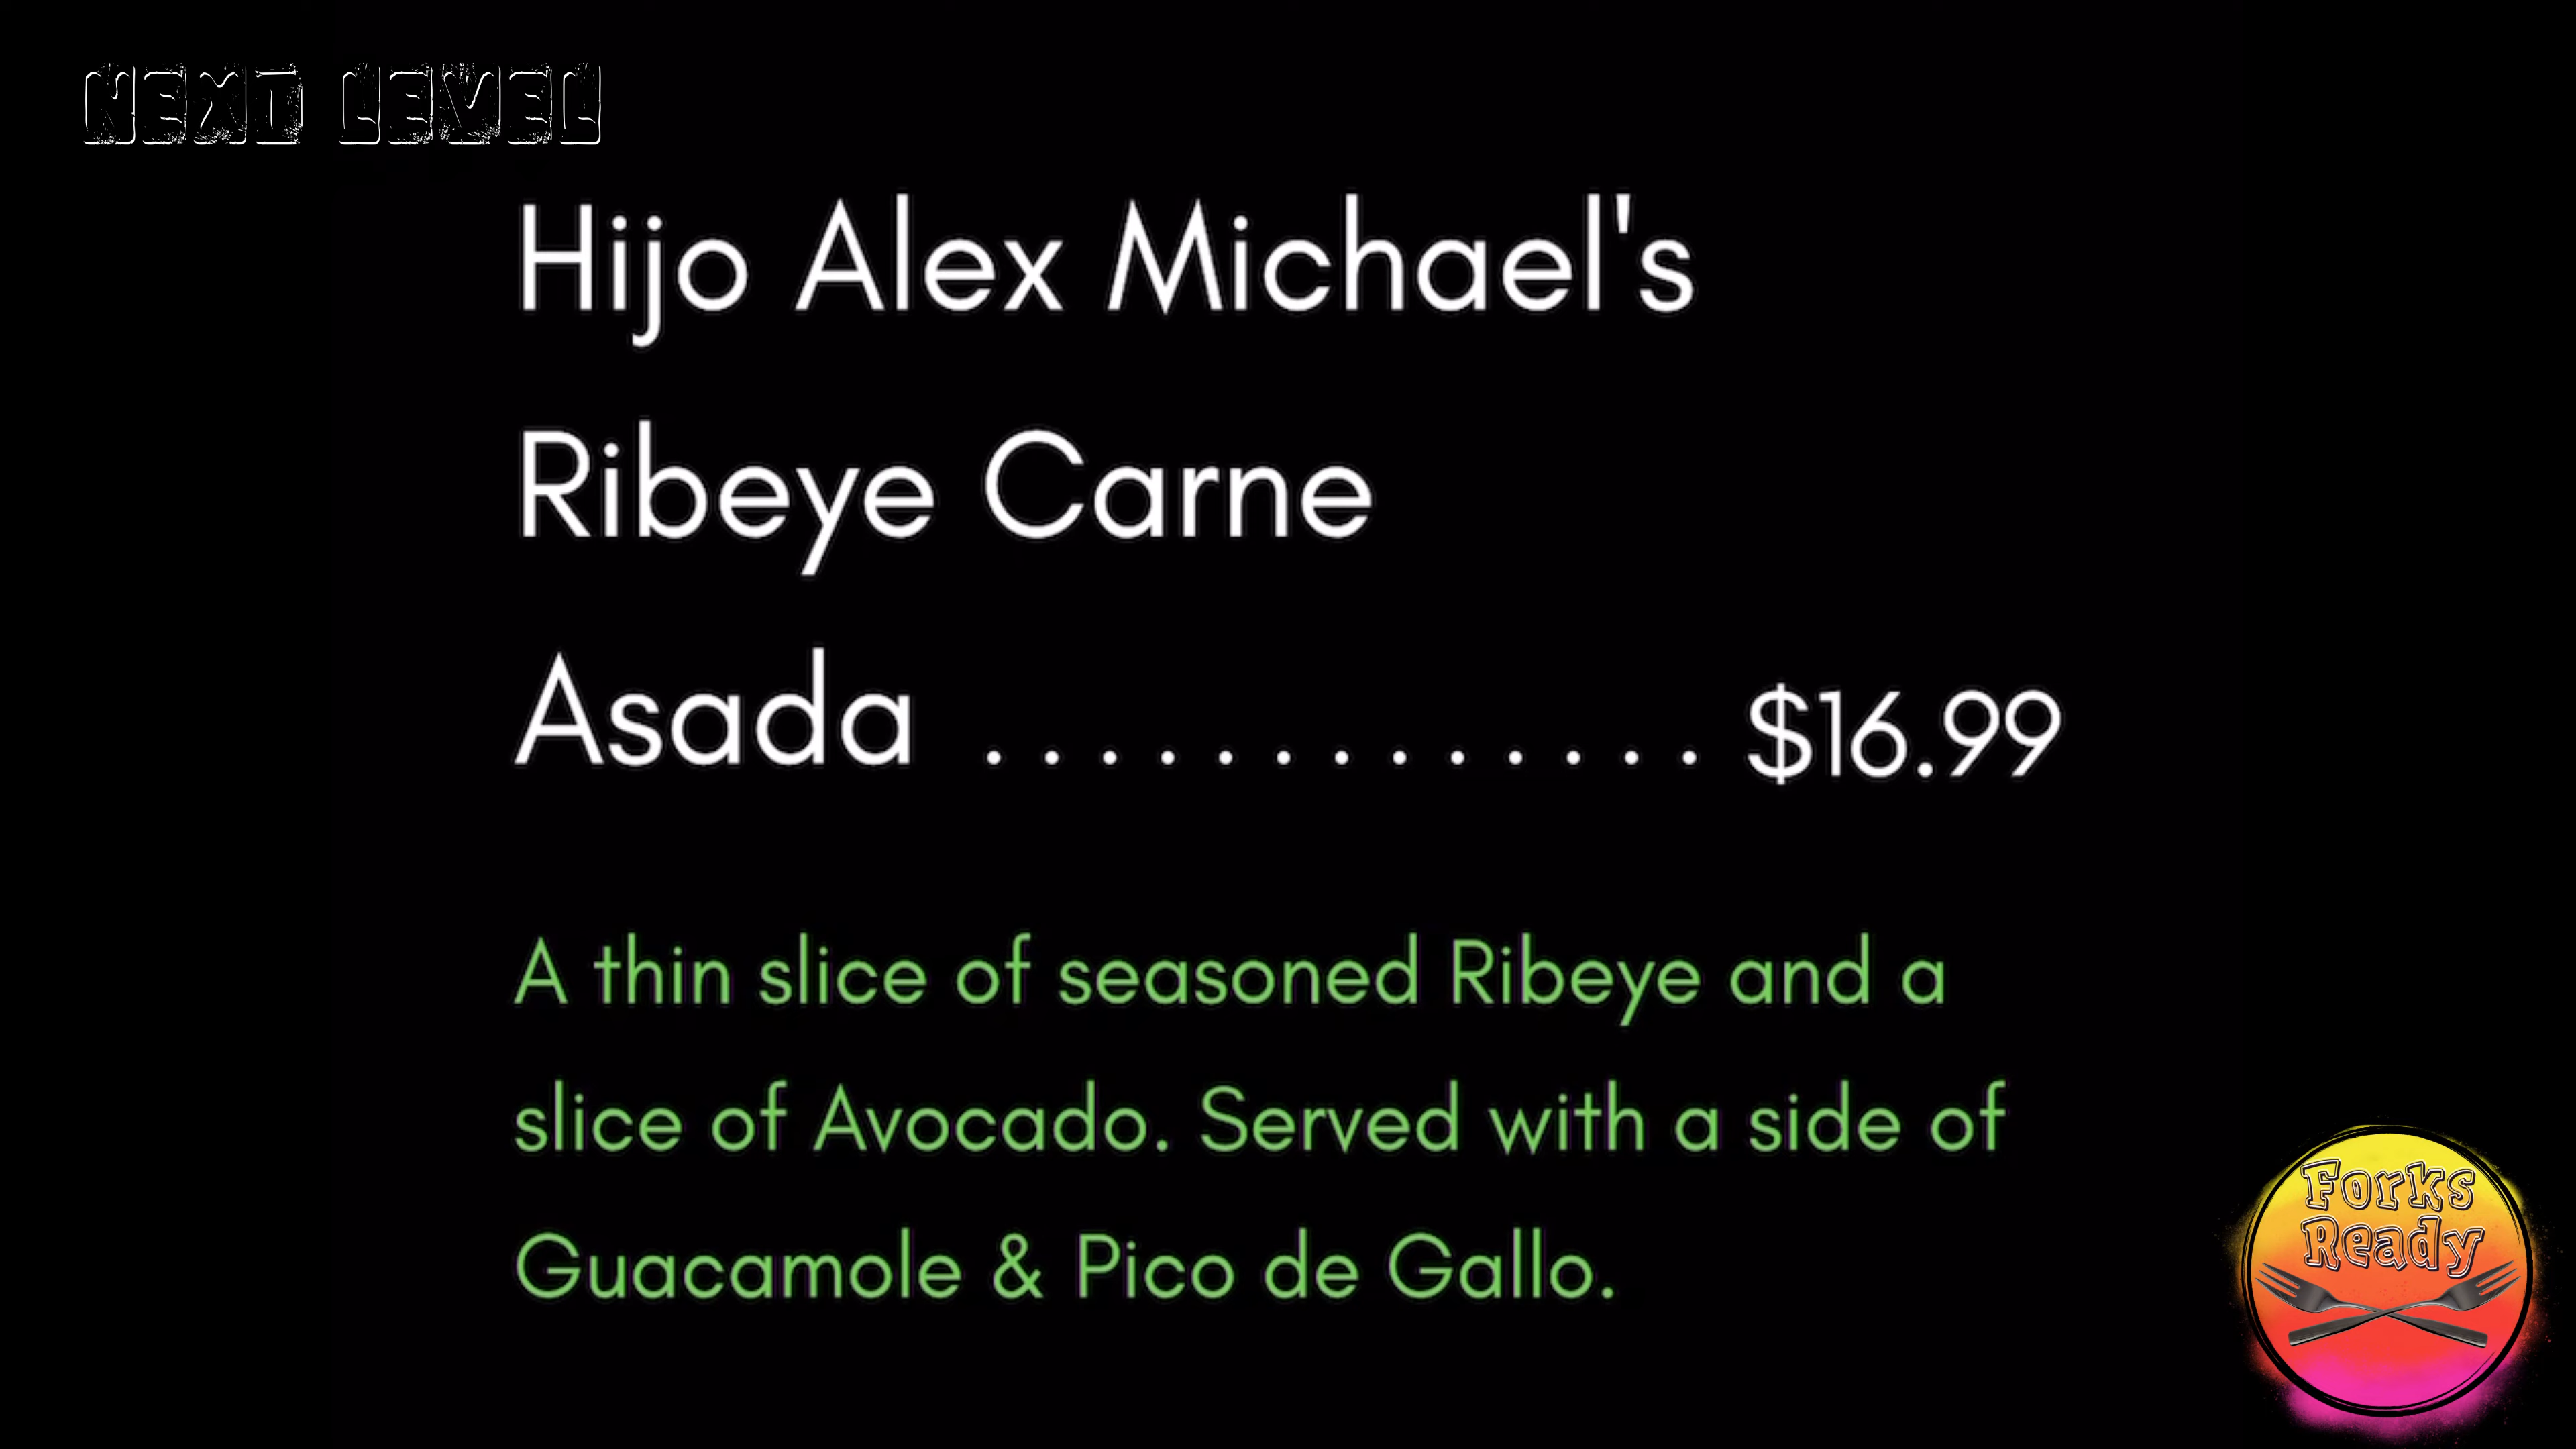 NEXT LEVEL
Hijo Alex Michael's
Ribeye Carne
Asada . . . . . . . . . . . . . $16.99
A thin slice of seasoned Ribeye and a
slice of Avocado. Served with a side of
Guacamole & Pico de Gallo.
Forks
Ready